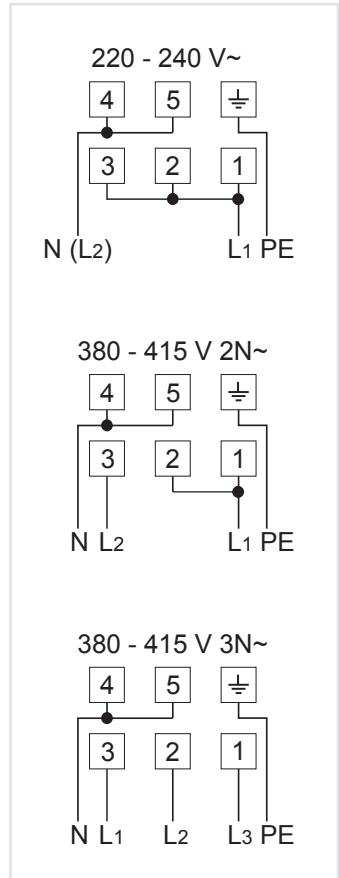 220 - 240 V~
4 5
3 2 1
N (L2) L1 PE
380 - 415 V 2N~
4 5
3 2 1
N L2 L1 PE
380 - 415 V 3N~
4 5
3 2 1
N L1 L2 L3 PE